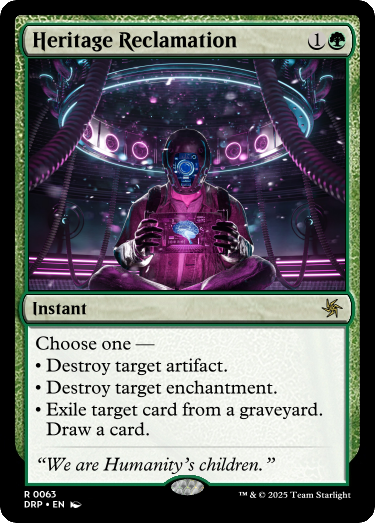 Heritage Reclamation 1
Instant
Choose one —
• Destroy target artifact.
• Destroy target enchantment.
• Exile target card from a graveyard.
Draw a card.
“We are Humanity’s children.”
R 0063
DRP • EN
™ & © 2025 Team Starlight